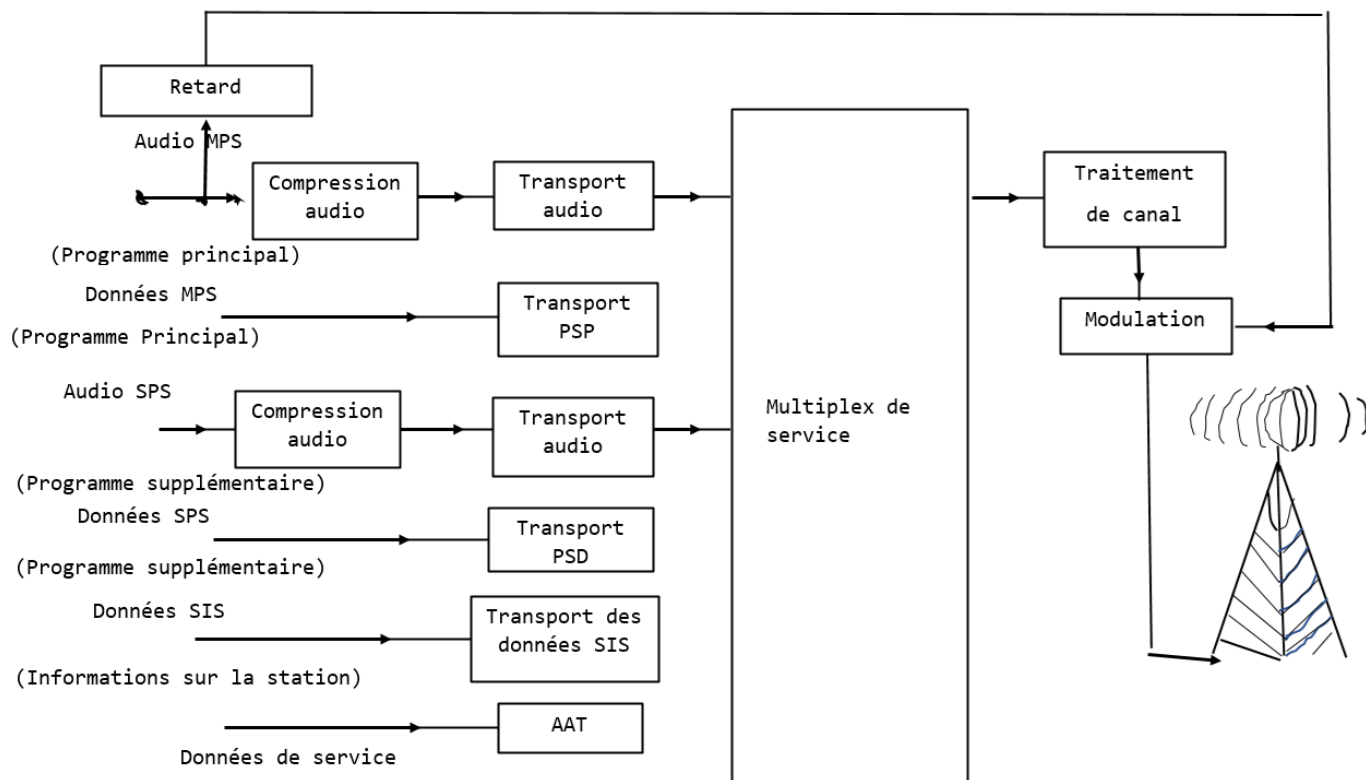 Retard
Audio MPS
Compression
audio
Transport
audio
Traitement
de canal
(Programme principal)
Données MPS
Transport
PSP
Modulation
(Programme Principal)
Audio SPS
Compression
audio
Transport
audio
Multiplex de
service
(Programme supplémentaire)
Données SPS
Transport
PSD
(Programme supplémentaire)
Données SIS
Transport des
données SIS
(Informations sur la station)
AAT
Données de service